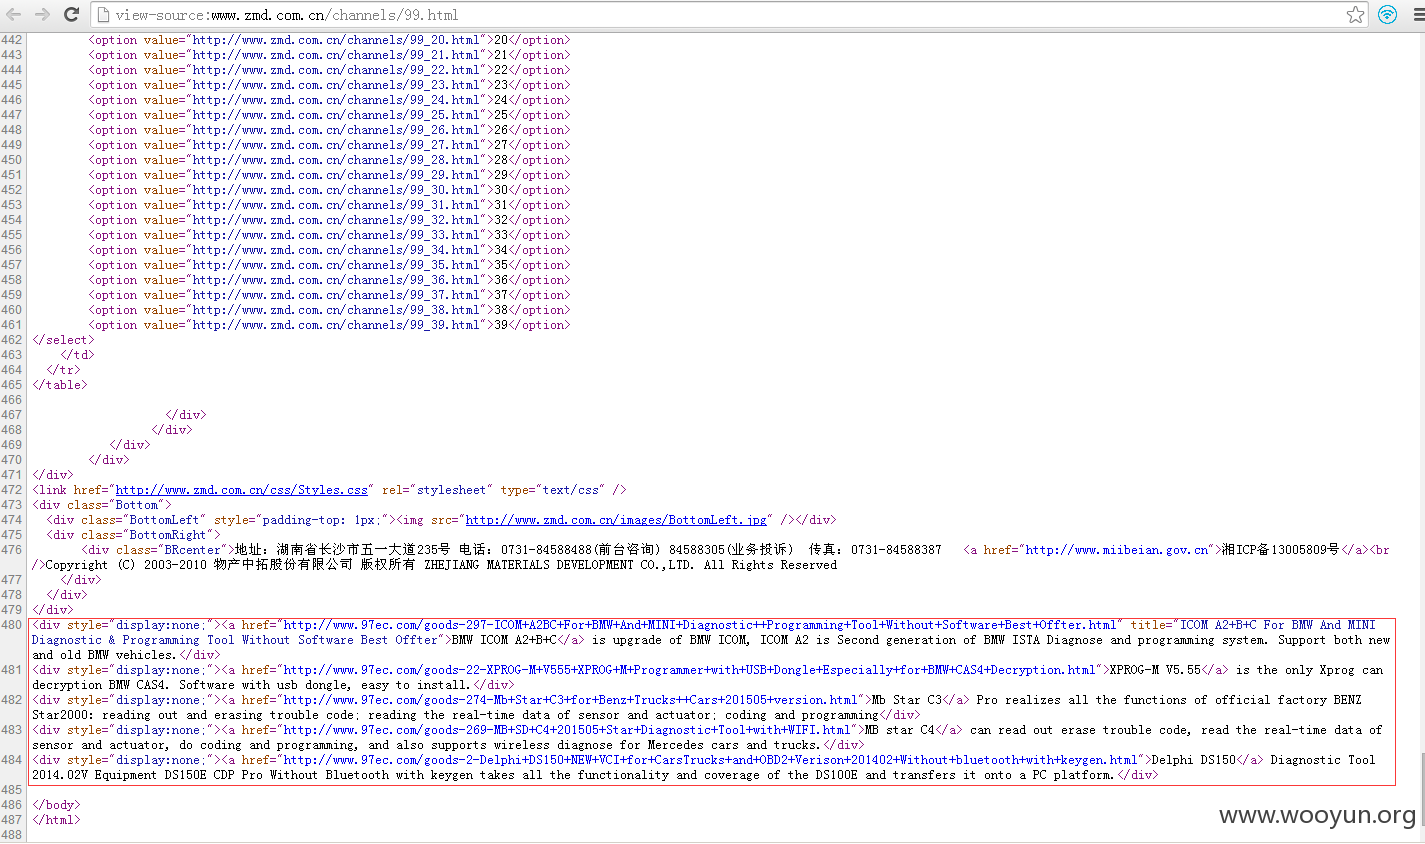 view-source:www.zmd.com.cn/channels/99.html
442 <option value="http://www.zmd.com.cn/channels/99_20.html">20</option>
443 <option value="http://www.zmd.com.cn/channels/99_21.html">21</option>
444 <option value="http://www.zmd.com.cn/channels/99_22.html">22</option>
445 <option value="http://www.zmd.com.cn/channels/99_23.html">23</option>
446 <option value="http://www.zmd.com.cn/channels/99_24.html">24</option>
447 <option value="http://www.zmd.com.cn/channels/99_25.html">25</option>
448 <option value="http://www.zmd.com.cn/channels/99_26.html">26</option>
449 <option value="http://www.zmd.com.cn/channels/99_27.html">27</option>
450 <option value="http://www.zmd.com.cn/channels/99_28.html">28</option>
451 <option value="http://www.zmd.com.cn/channels/99_29.html">29</option>
452 <option value="http://www.zmd.com.cn/channels/99_30.html">30</option>
453 <option value="http://www.zmd.com.cn/channels/99_31.html">31</option>
454 <option value="http://www.zmd.com.cn/channels/99_32.html">32</option>
455 <option value="http://www.zmd.com.cn/channels/99_33.html">33</option>
456 <option value="http://www.zmd.com.cn/channels/99_34.html">34</option>
457 <option value="http://www.zmd.com.cn/channels/99_35.html">35</option>
458 <option value="http://www.zmd.com.cn/channels/99_36.html">36</option>
459 <option value="http://www.zmd.com.cn/channels/99_37.html">37</option>
460 <option value="http://www.zmd.com.cn/channels/99_38.html">38</option>
461 <option value="http://www.zmd.com.cn/channels/99_39.html">39</option>
462 </select>
463 </td>
464 </tr>
465 </table>
466
467 </div>
468 </div>
469 </div>
470 </div>
471 </div>
472 <link href="http://www.zmd.com.cn/css/Styles.css" rel="stylesheet" type="text/css" />
473 <div class="Bottom">
474 <div class="BottomLeft" style="padding-top: 1px;"><img src="http://www.zmd.com.cn/images/BottomLeft.jpg" /></div>
475 <div class="BottomRight">
476 <div class="BRcenter">地址：湖南省长沙市五一大道235号 电话：0731-84588488(前台咨询) 84588305(业务投诉) 传真：0731-84588387 <a href="http://www.miibeian.gov.cn">湘ICP备13005809号</a><br
/>Copyright (C) 2003-2010 物产中拓股份有限公司 版权所有 ZHEJIANG MATERIALS DEVELOPMENT CO.,LTD. All Rights Reserved
477 </div>
478 </div>
479 </div>
480 <div style="display:none;"><a href="http://www.97ec.com/goods-297-ICOM+A2BC+For+BMW+And+MINI+Diagnostic++Programming+Tool+Without+Software+Best+Offter.html" title="ICOM A2+B+C For BMW And MINI
Diagnostic & Programming Tool Without Software Best Offter">BMW ICOM A2+B+C</a> is upgrade of BMW ICOM, ICOM A2 is Second generation of BMW ISTA Diagnose and programming system. Support both new
and old BMW vehicles.</div>
481 <div style="display:none;"><a href="http://www.97ec.com/goods-22-XPROG-M+V555+XPROG+M+Programmer+with+USB+Dongle+Especially+for+BMW+CAS4+Decryption.html">XPROG-M V5.55</a> is the only Xprog can
decryption BMW CAS4. Software with usb dongle, easy to install.</div>
482 <div style="display:none;"><a href="http://www.97ec.com/goods-274-Mb+Star+C3+for+Benz+Trucks++Cars+201505+version.html">Mb Star C3</a> Pro realizes all the functions of official factory BENZ
Star2000: reading out and erasing trouble code; reading the real-time data of sensor and actuator; coding and programming</div>
483 <div style="display:none;"><a href="http://www.97ec.com/goods-269-MB+SD+C4+201505+Star+Diagnostic+Tool+with+WIFI.html">MB star C4</a> can read out erase trouble code, read the real-time data of
sensor and actuator, do coding and programming, and also supports wireless diagnose for Mercedes cars and trucks.</div>
484 <div style="display:none;"><a href="http://www.97ec.com/goods-2-Delphi+DS150+NEW+VCI+for+CarsTrucks+and+OBD2+Verison+201402+Without+bluetooth+with+keygen.html">Delphi DS150</a> Diagnostic Tool
2014.02V Equipment DS150E CDP Pro Without Bluetooth with keygen takes all the functionality and coverage of the DS100E and transfers it onto a PC platform.</div>
485
486 </body>
487 </html>
488
www.wooyun.org